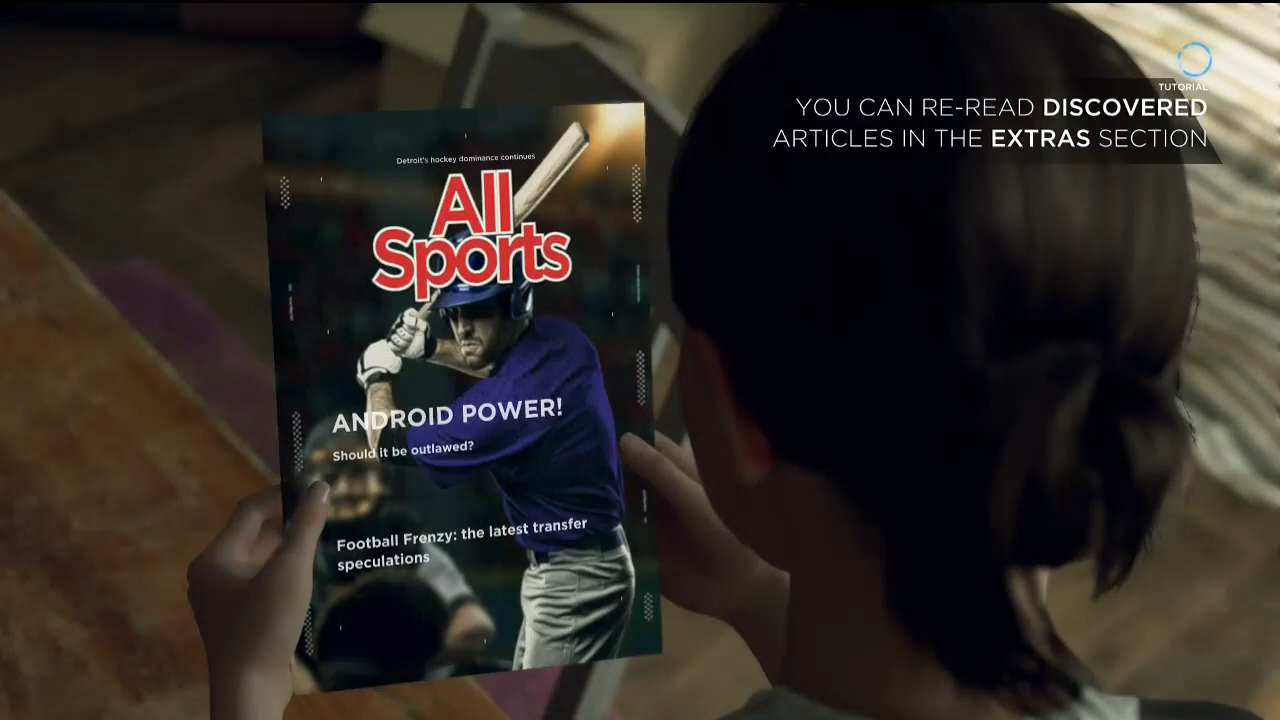 TUTORIAL
YOU CAN RE-READ DISCOVERED
ARTICLES IN THE EXTRAS SECTION
Detroit's hockey dominance continues
All
Sports
ANDROID POWER!
Should it be outlawed?
Football Frenzy: the latest transfer
speculations